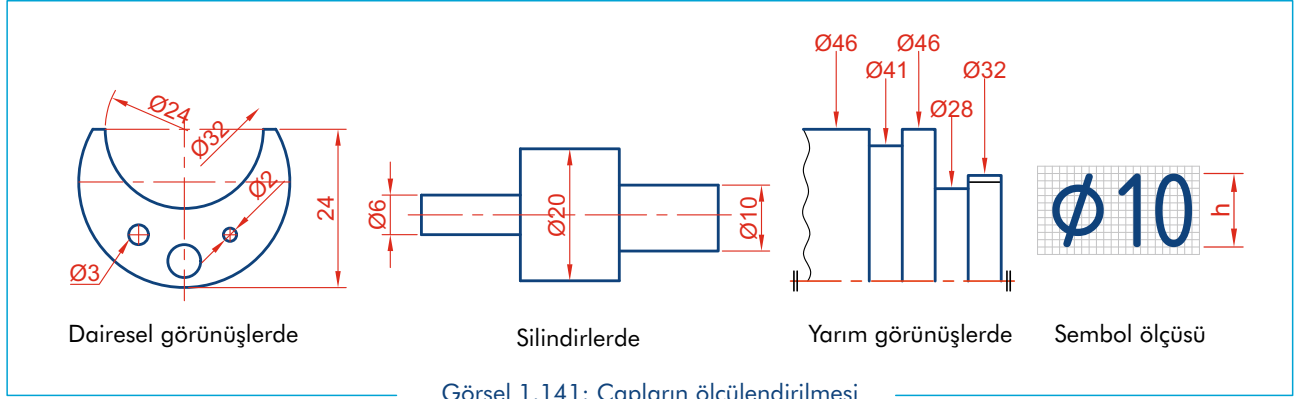 Ø24
Ø32
Ø2
24
Ø3
Dairesel görünüşlerde
Ø6
Ø20
Ø10
Silindirlerde
Ø46
Ø46
Ø41
Ø32
Ø28
Yarım görünüşlerde
Ø10
h
Sembol ölçüsü
Görsel 1.141: Çapların ölçülendirilmesi